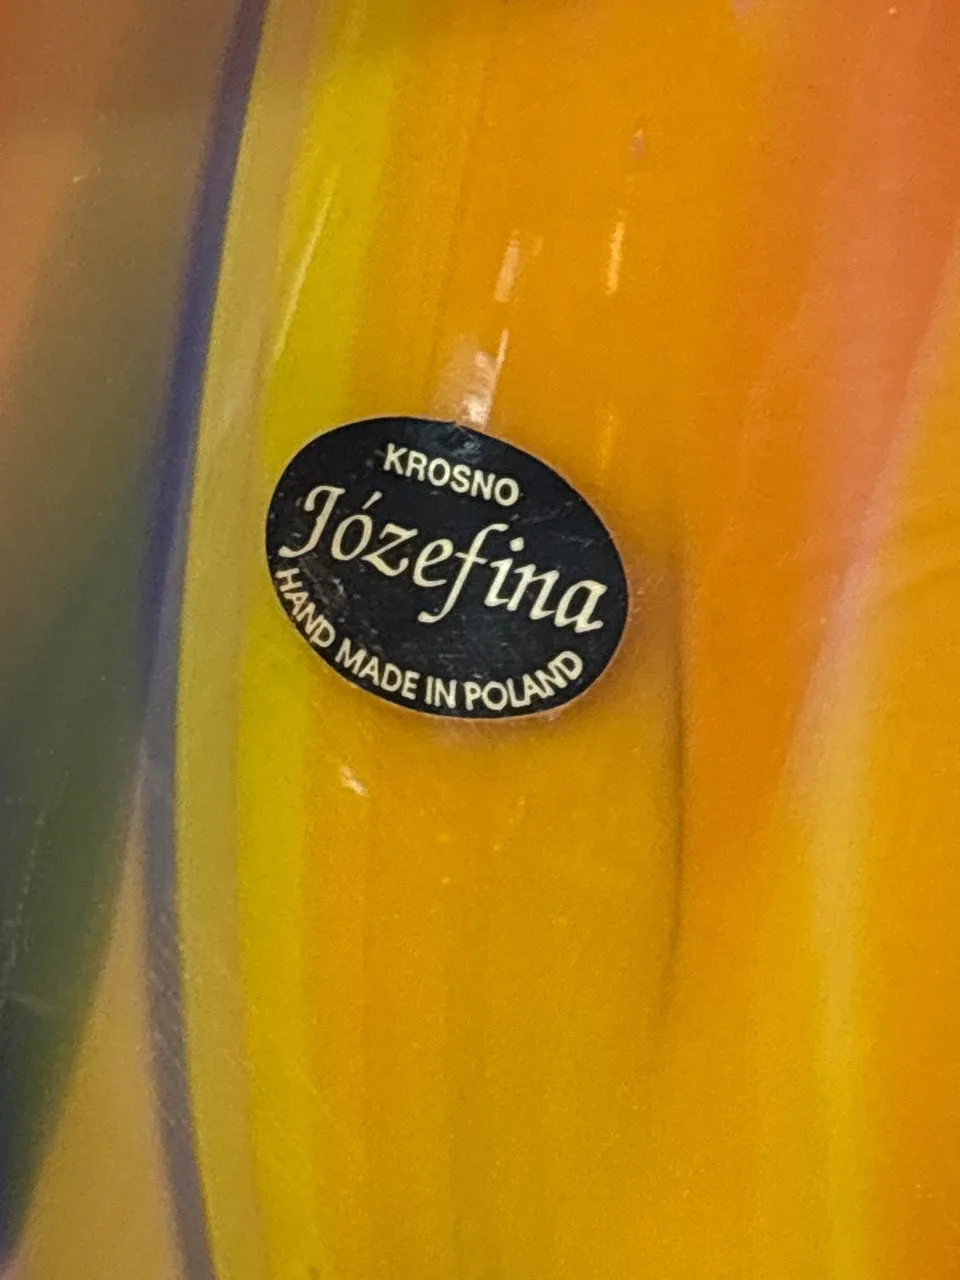 KROSNO
Józefina
HAND MADE IN POLAND